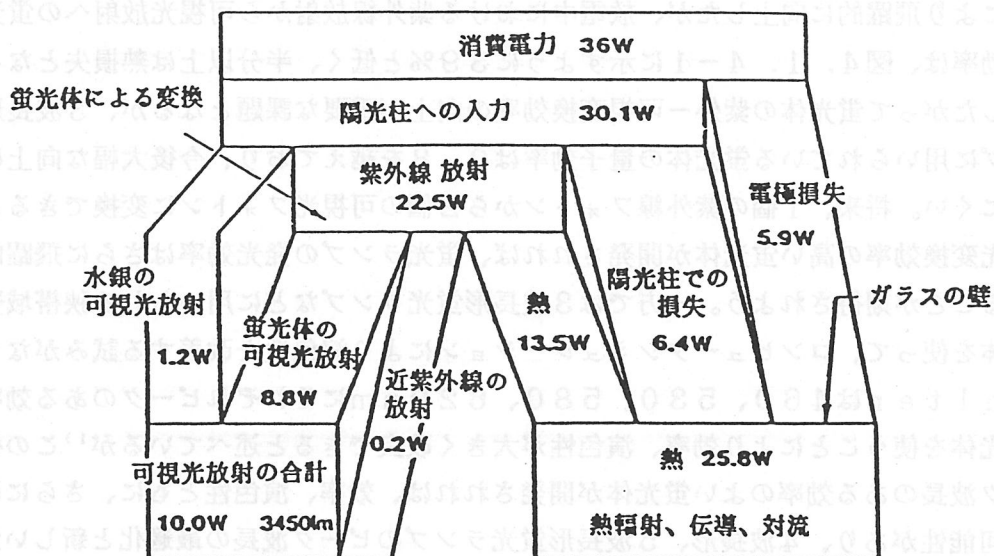 消費電力 36W
蛍光体による変換
陽光柱への入力 30.1W
紫外線 放射
22.5W
電極損失
5.9W
水銀の
可視光放射
1.2W
蛍光体の
可視光放射
8.8W
近紫外線の
放射
0.2W
熱
13.5W
陽光柱での
損失
6.4W
ガラスの壁
可視光放射の合計
10.0W 3450lm
熱 25.8W
熱輻射、伝導、対流